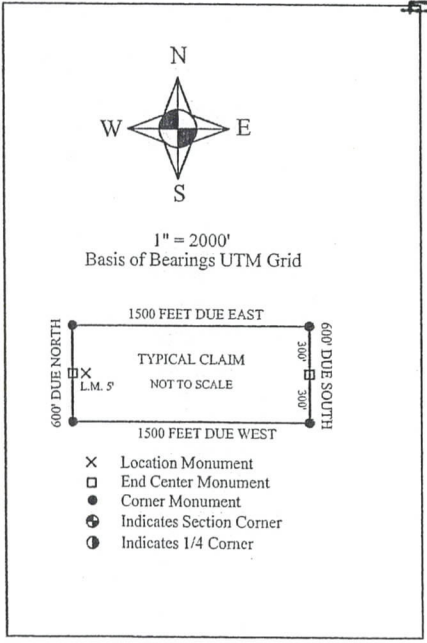 N
W E
S
1" = 2000'
Basis of Bearings UTM Grid
1500 FEET DUE EAST
600' DUE NORTH
TYPICAL CLAIM
NOT TO SCALE
L.M. 5'
300'
300'
600' DUE SOUTH
1500 FEET DUE WEST
Location Monument
End Center Monument
Corner Monument
Indicates Section Corner
Indicates 1/4 Corner